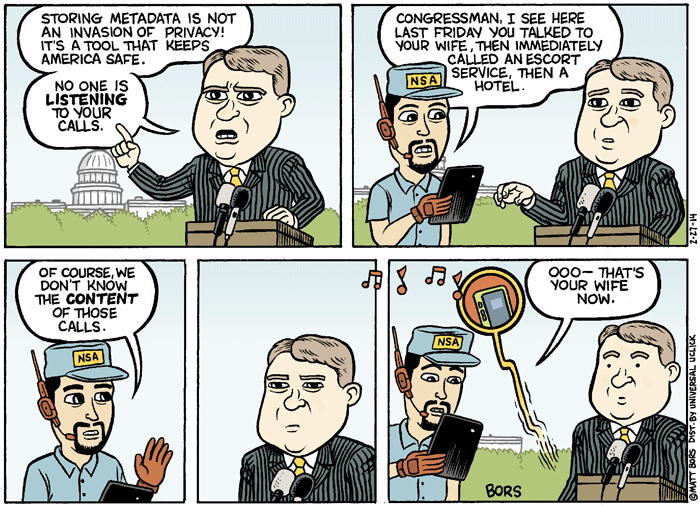 STORING METADATA IS NOT
AN INVASION OF PRIVACY!
IT'S A TOOL THAT KEEPS
AMERICA SAFE.
NO ONE IS
LISTENING
TO YOUR
CALLS.
CONGRESSMAN, I SEE HERE
LAST FRIDAY YOU TALKED TO
YOUR WIFE, THEN IMMEDIATELY
CALLED AN ESCORT
SERVICE, THEN A
HOTEL.
NSA
2-27-14
OF COURSE, WE
DON'T KNOW
THE CONTENT
OF THOSE
CALLS.
NSA
OOO— THAT'S
YOUR WIFE
NOW.
NSA
BORS
©MATT BORS DIST. BY UNIVERSAL UCLICK